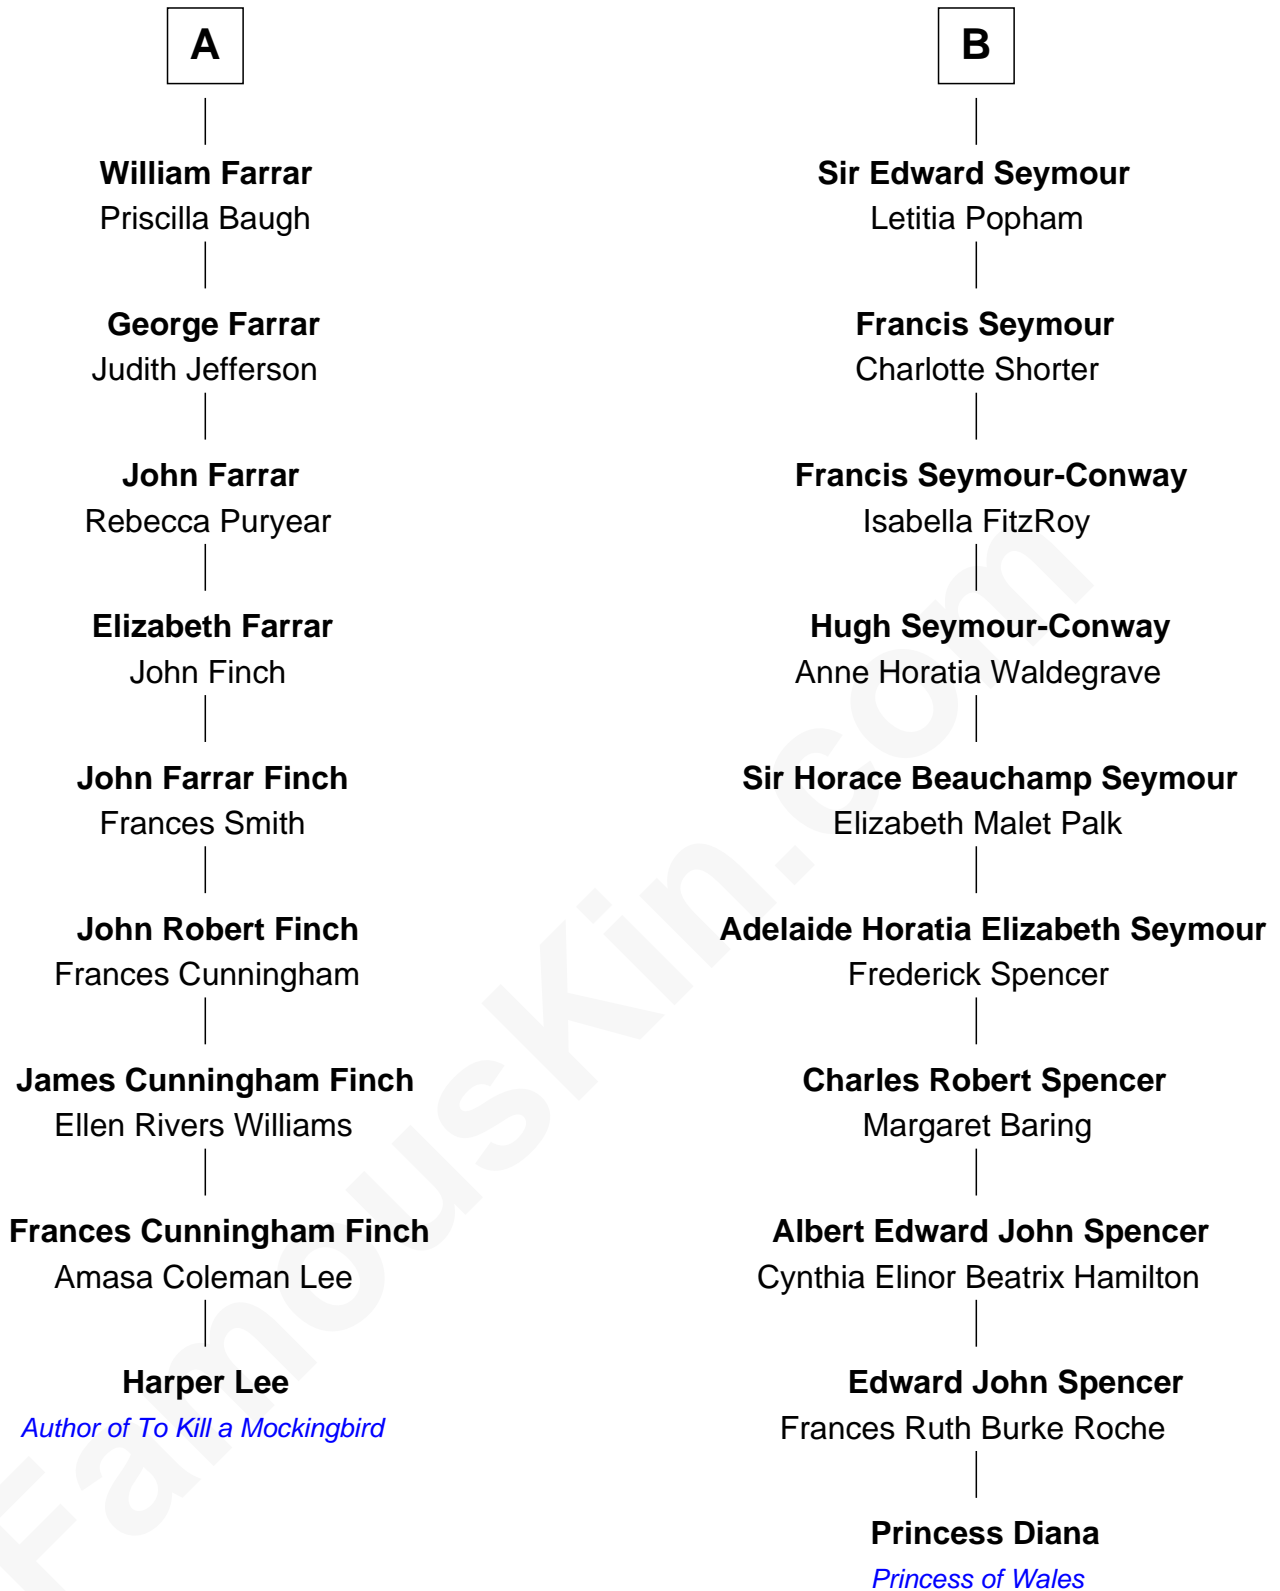 A
William Farrar
Priscilla Baugh
George Farrar
Judith Jefferson
John Farrar
Rebecca Puryear
Elizabeth Farrar
John Finch
John Farrar Finch
Frances Smith
John Robert Finch
Frances Cunningham
James Cunningham Finch
Ellen Rivers Williams
Frances Cunningham Finch
Amasa Coleman Lee
Harper Lee
Author of To Kill a Mockingbird
B
Sir Edward Seymour
Letitia Popham
Francis Seymour
Charlotte Shorter
Francis Seymour-Conway
Isabella FitzRoy
Hugh Seymour-Conway
Anne Horatia Waldegrave
Sir Horace Beauchamp Seymour
Elizabeth Malet Palk
Adelaide Horatia Elizabeth Seymour
Frederick Spencer
Charles Robert Spencer
Margaret Baring
Albert Edward John Spencer
Cynthia Elinor Beatrix Hamilton
Edward John Spencer
Frances Ruth Burke Roche
Princess Diana
Princess of Wales
FamousKin.com